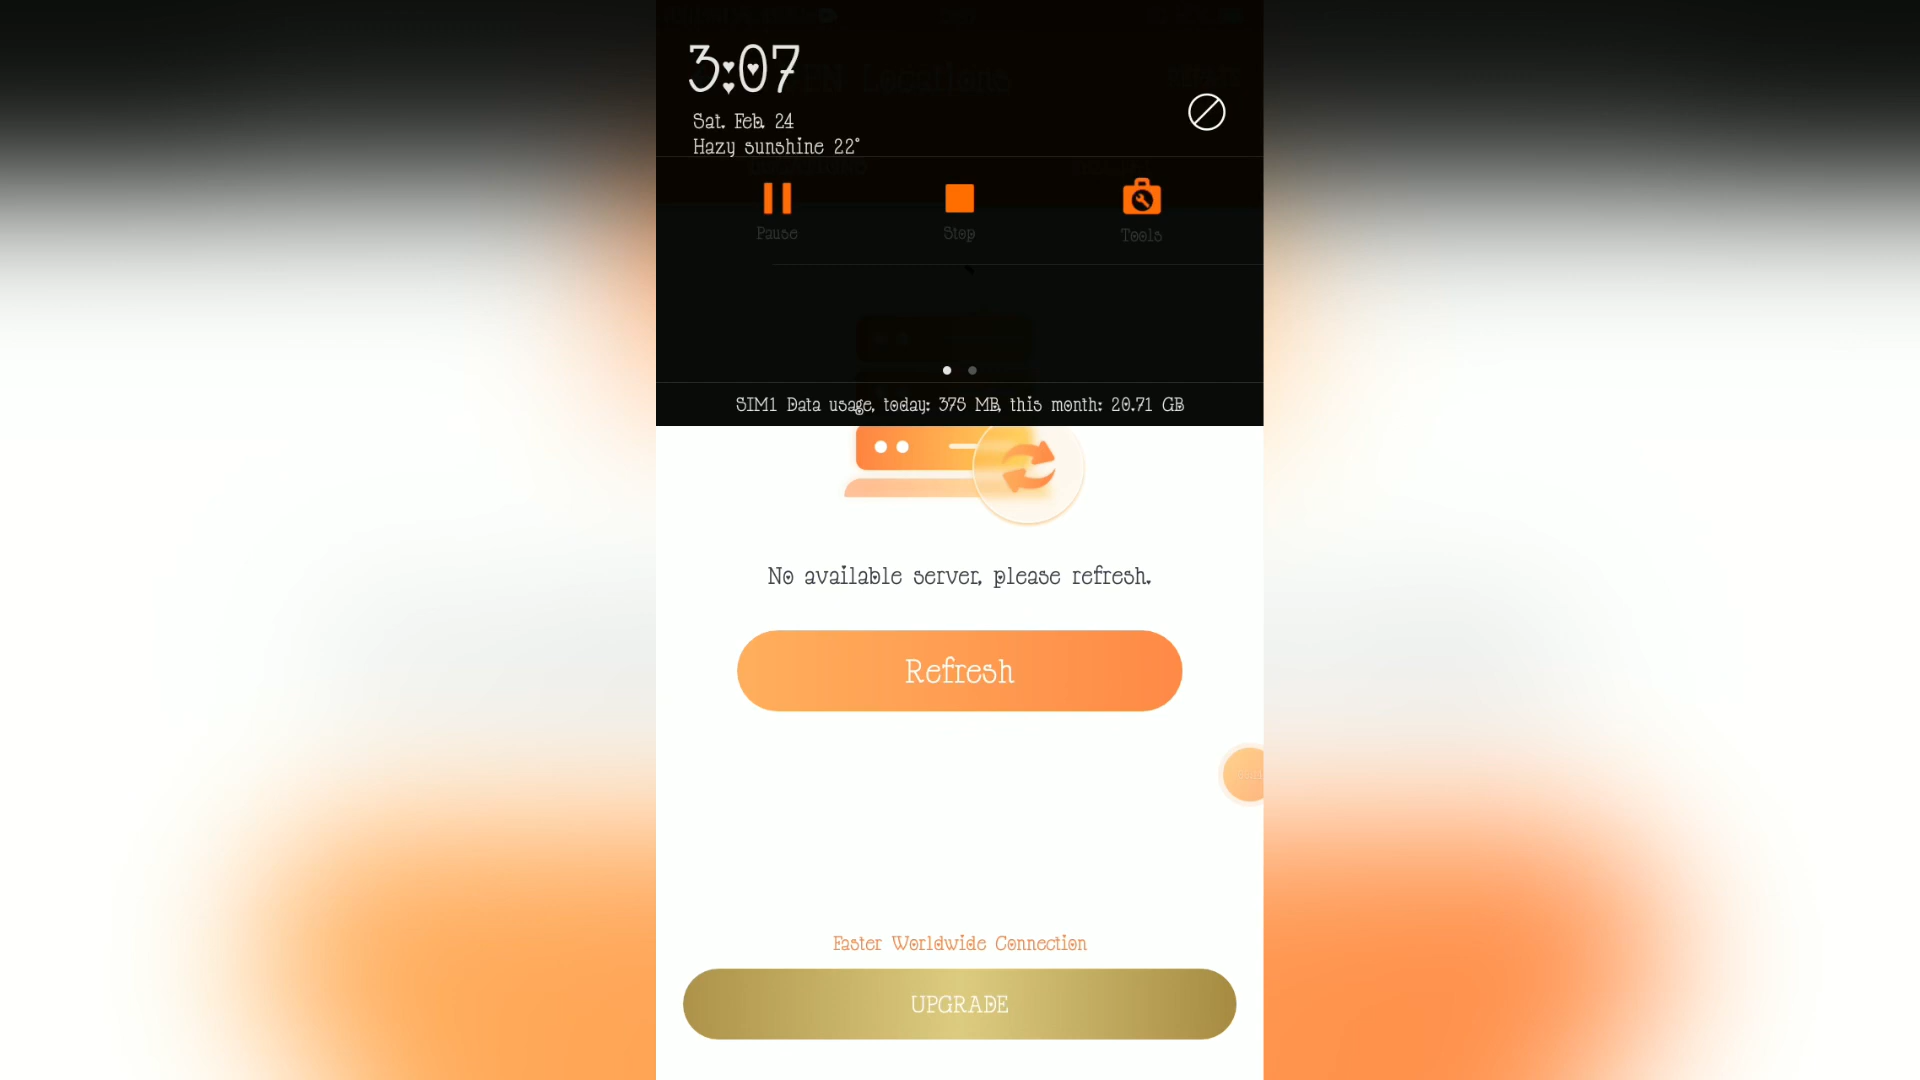 3:07
Locations
Sat. Feb. 24
Hazy sunshine 22°
Pause
Stop
Tools
SIM1 Data usage, today: 375 MB, this month: 20.71 GB
No available server, please refresh.
Refresh
Faster Worldwide Connection
UPGRADE